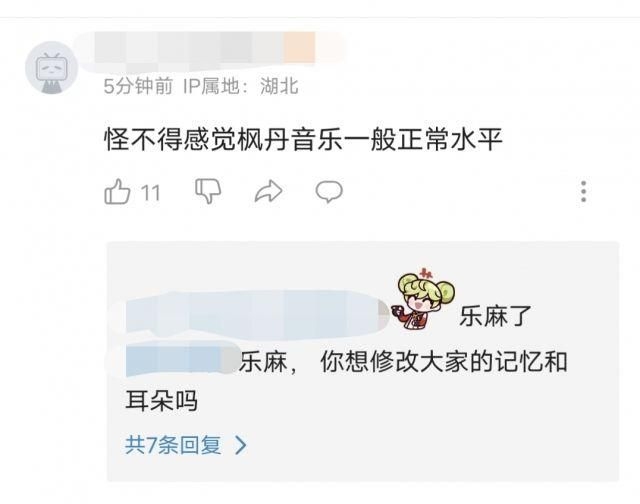 5分钟前 IP属地：湖北
怪不得感觉枫丹音乐一般正常水平
11
乐麻了
乐麻， 你想修改大家的记忆和
耳朵吗
共7条回复